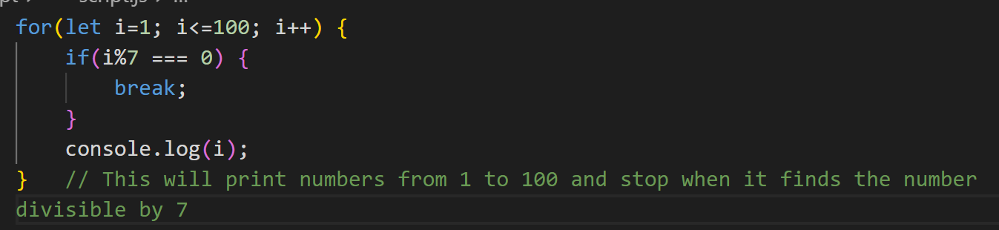 for(let i=1; i<=100; i++) {
    if(i%7 === 0) {
        break;
    }
    console.log(i);
}   // This will print numbers from 1 to 100 and stop when it finds the number
divisible by 7